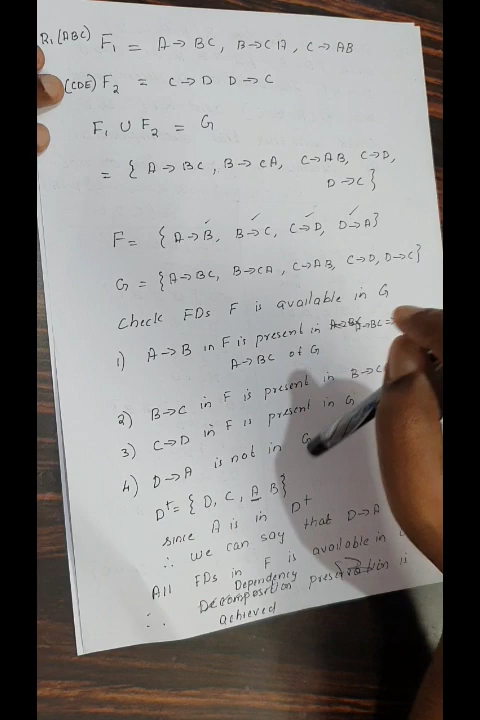 R₁(ABC) F₁ = A→BC, B→CA, C→AB
(CDE) F₂ = C→D D→C
F₁ ∪ F₂ = G
= { A→BC, B→CA, C→AB, C→D,
D→C}
F = {A→B, B→C, C→D, D→A}
G = {A→BC, B→CA, C→AB, C→D, D→C}
Check FDs F is available in G
1) A→B in F is present in A→BC
A→BC of G
2) B→C in F is present in B→C
3) C→D in F is present in G
4) D→A is not in G
D⁺ = {D, C, A B}
since A is in D⁺
∴ we can say that D→A
All FDs in F is available in
Dependency
∴ Decomposition preservation is
achieved